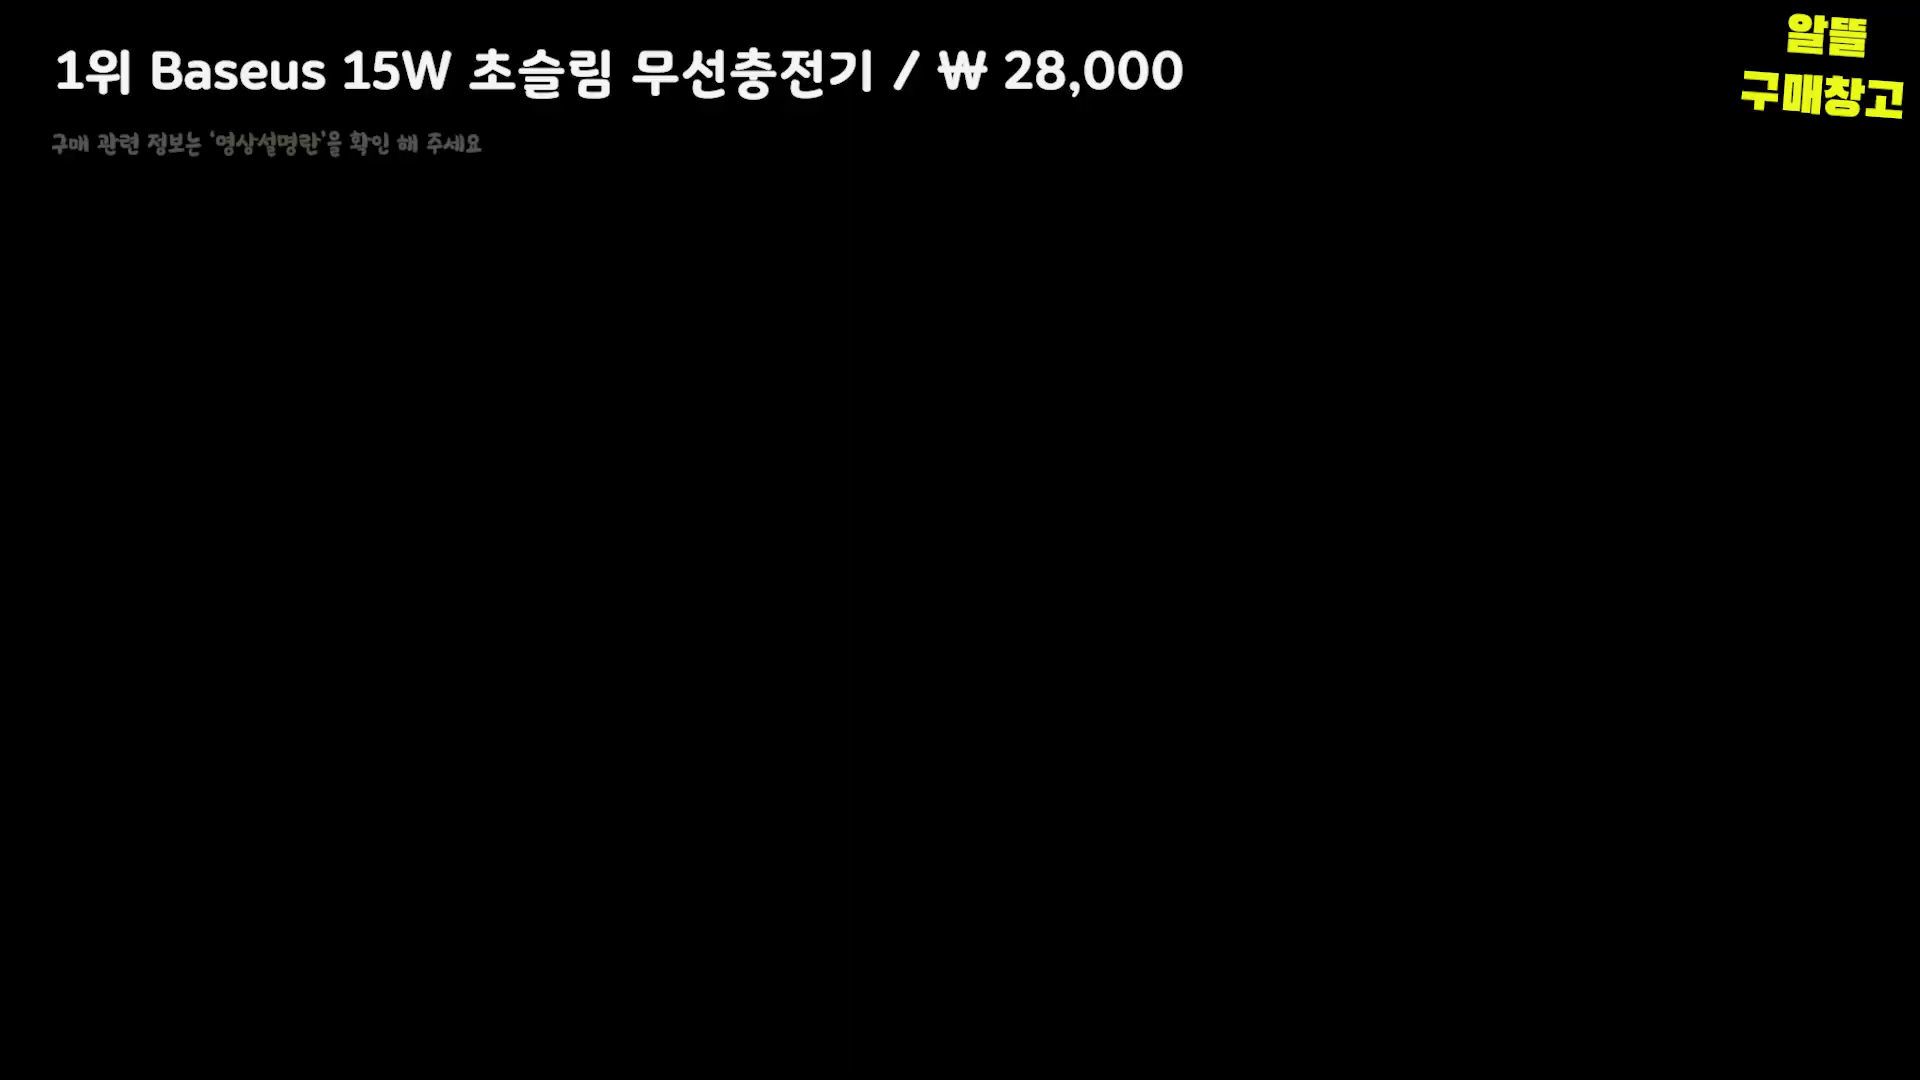 1위 Baseus 15W 초슬림 무선충전기 / ₩ 28,000
구매 관련 정보는 ‘영상설명란’을 확인 해 주세요
알뜰
구매창고